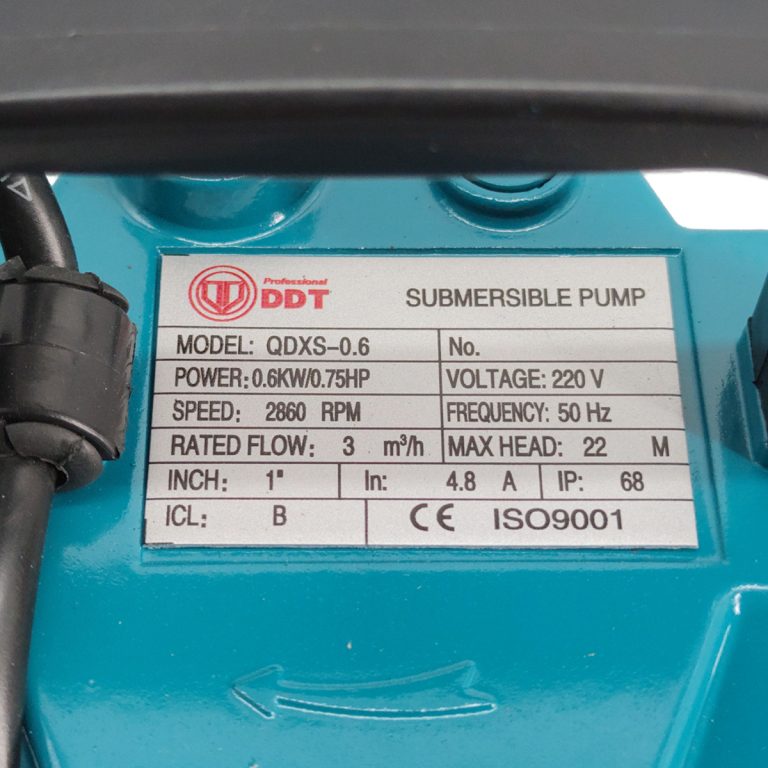 Professional
DDT SUBMERSIBLE PUMP
MODEL: QDXS-0.6 No.
POWER: 0.6KW/0.75HP VOLTAGE: 220 V
SPEED: 2860 RPM FREQUENCY: 50 Hz
RATED FLOW: 3 m³/h MAX HEAD: 22 M
INCH: 1" In: 4.8 A IP: 68
ICL: B CE ISO9001